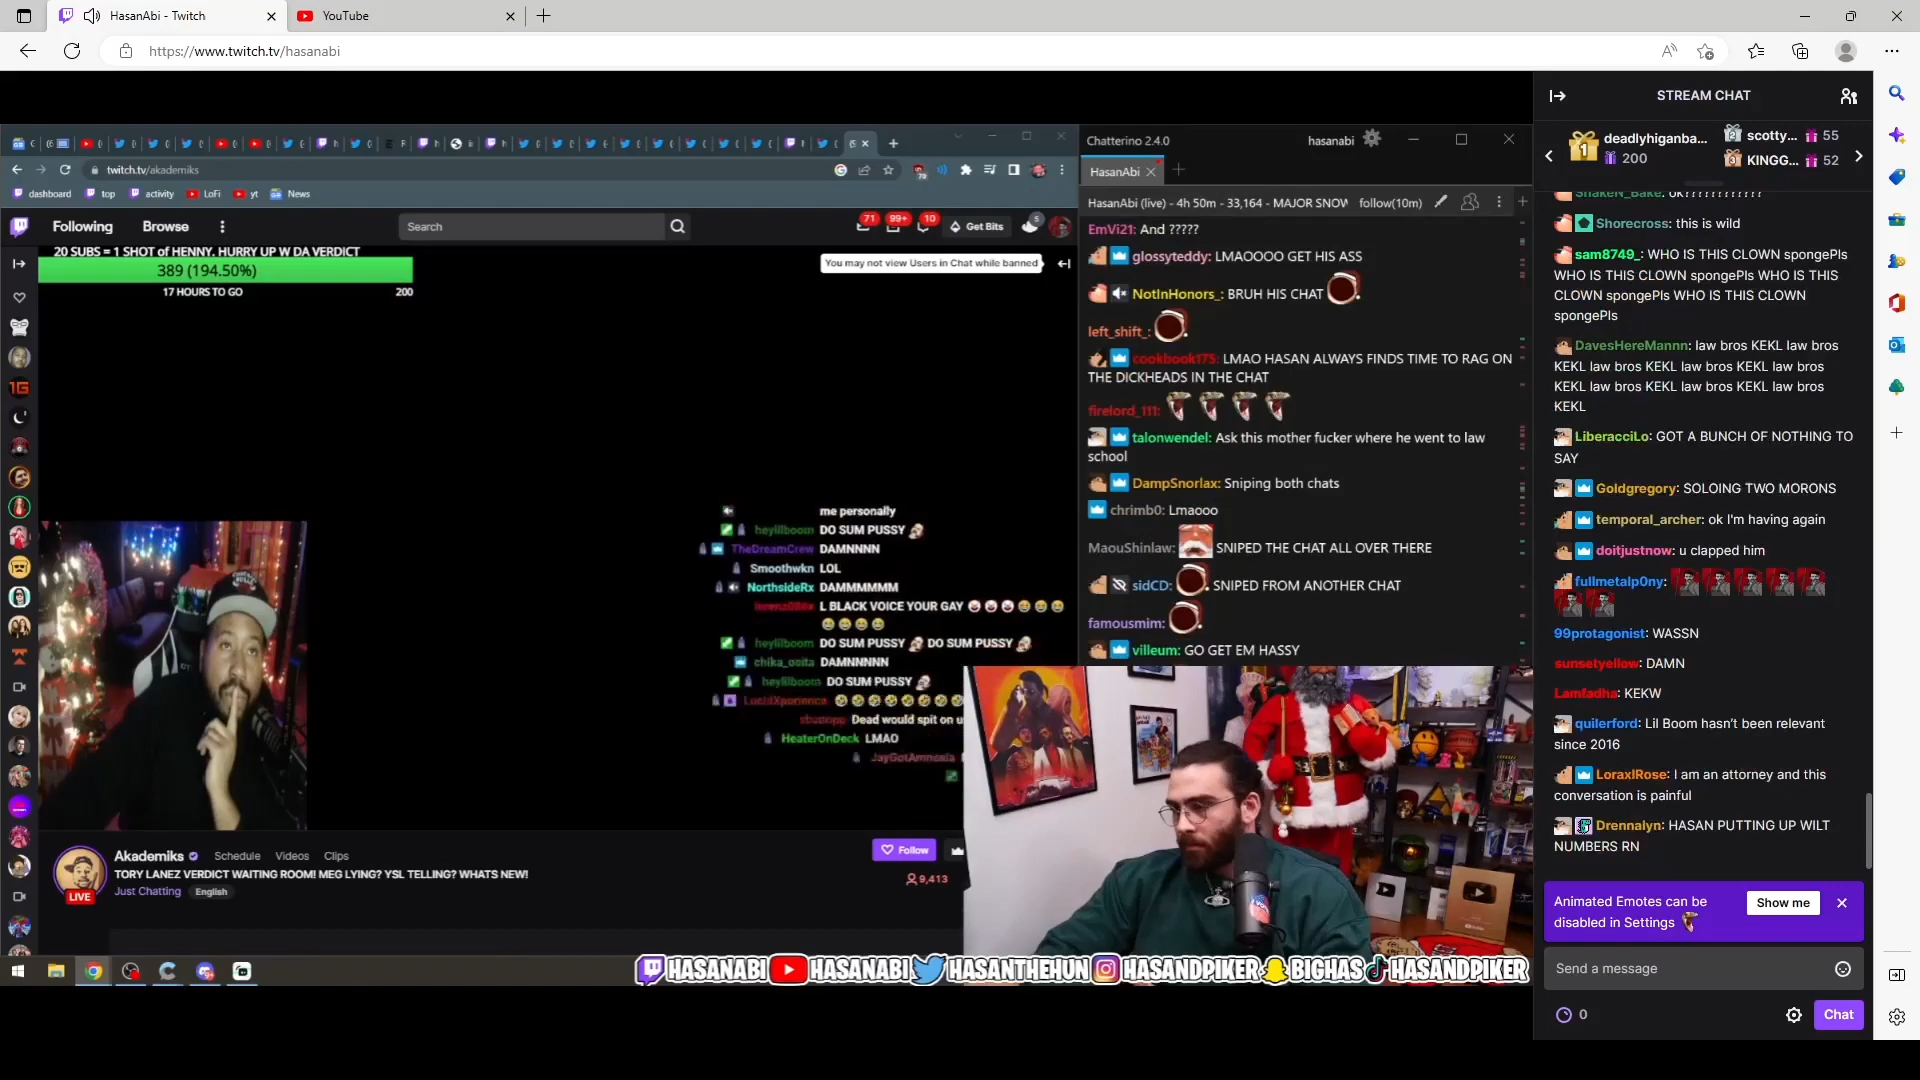 HasanAbi - Twitch
YouTube
https://www.twitch.tv/hasanabi
twitch.tv/akademiks
dashboard
top
activity
LoFi
yt
News
Following
Browse
Search
71
99+
10
Get Bits
5
20 SUBS = 1 SHOT of HENNY. HURRY UP W DA VERDICT
389 (194.50%)
17 HOURS TO GO
200
You may not view Users in Chat while banned
me personally
heylilboom DO SUM PUSSY
TheDreamCrew DAMNNNN
Smoothwkn LOL
NorthsideRx DAMMMMMM
L BLACK VOICE YOUR GAY
heylilboom DO SUM PUSSY DO SUM PUSSY
DAMNNNNN
heylilboom DO SUM PUSSY
LucidXperience
Dead would spit on u
HeaterOnDeck LMAO
JayGotAmnesia
Akademiks
Schedule
Videos
Clips
LIVE
TORY LANEZ VERDICT WAITING ROOM! MEG LYING? YSL TELLING? WHATS NEW!
Just Chatting
English
Follow
9,413
Chatterino 2.4.0
hasanabi
HasanAbi
HasanAbi (live) - 4h 50m - 33,164 - MAJOR SNOW
follow(10m)
EmVi21: And ?????
glossyteddy: LMAOOOO GET HIS ASS
NotInHonors_: BRUH HIS CHAT
left_shift_:
cookbook175: LMAO HASAN ALWAYS FINDS TIME TO RAG ON
THE DICKHEADS IN THE CHAT
firelord_111:
talonwendel: Ask this mother fucker where he went to law
school
DampSnorlax: Sniping both chats
chrimb0: Lmaooo
MaouShinlaw: SNIPED THE CHAT ALL OVER THERE
sidCD: SNIPED FROM ANOTHER CHAT
famousmim:
villeum: GO GET EM HASSY
HASANABI
HASANABI
HASANTHEHUN
HASANDPIKER
BIGHAS
HASANDPIKER
STREAM CHAT
1
deadlyhiganba...
200
scotty...
55
KINGG...
52
ShakeN_Bake: ok???????????
Shorecross: this is wild
sam8749_: WHO IS THIS CLOWN spongePls
WHO IS THIS CLOWN spongePls WHO IS THIS
CLOWN spongePls WHO IS THIS CLOWN
spongePls
DavesHereMannn: law bros KEKL law bros
KEKL law bros KEKL law bros KEKL law bros
KEKL law bros KEKL law bros KEKL law bros
KEKL
LiberacciLo: GOT A BUNCH OF NOTHING TO
SAY
Goldgregory: SOLOING TWO MORONS
temporal_archer: ok I'm having again
doitjustnow: u clapped him
fullmetalp0ny:
99protagonist: WASSN
sunsetyellow: DAMN
Lamfadha: KEKW
quilerford: Lil Boom hasn't been relevant
since 2016
LoraxIRose: I am an attorney and this
conversation is painful
Drennalyn: HASAN PUTTING UP WILT
NUMBERS RN
Animated Emotes can be
disabled in Settings
Show me
Send a message
0
Chat